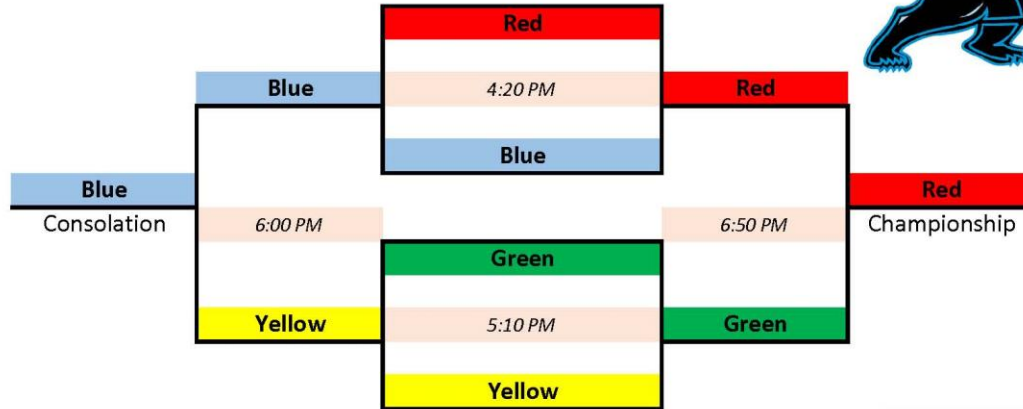 Red
Blue 4:20 PM Red
Blue
Blue Red
Consolation 6:00 PM 6:50 PM Championship
Green
Yellow 5:10 PM Green
Yellow